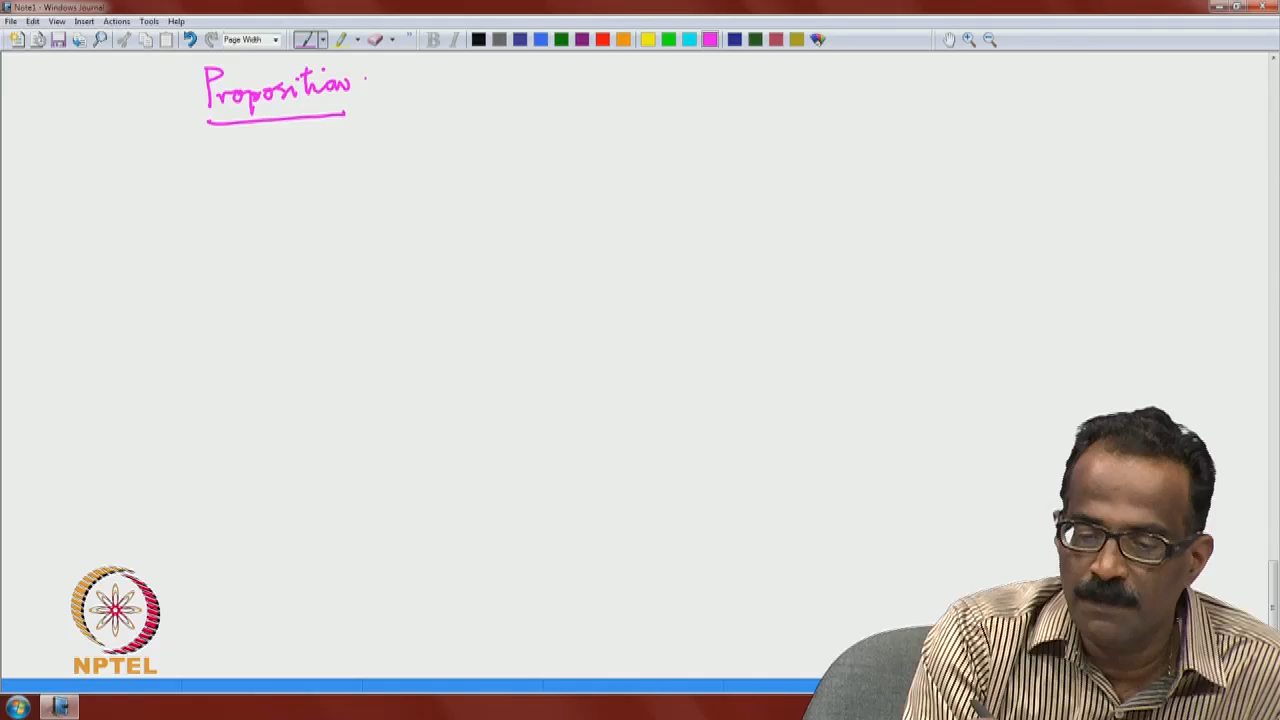 Note1 - Windows Journal
File Edit View Insert Actions Tools Help
Page Width
B I
Proposition
NPTEL